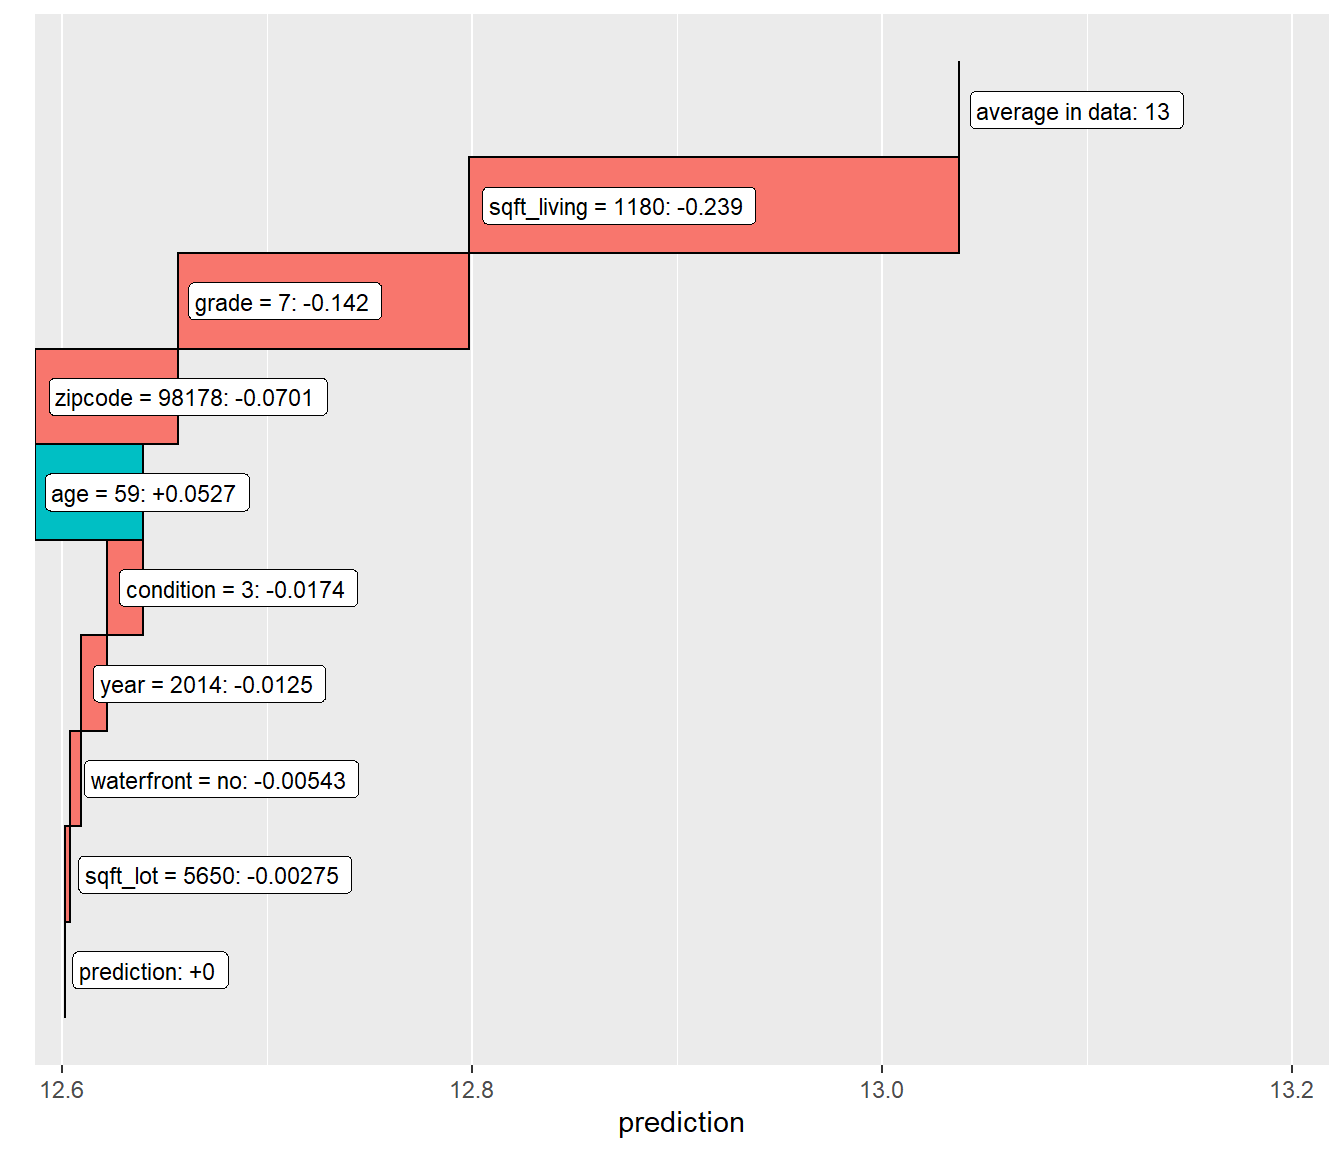 average in data: 13
sqft_living = 1180: -0.239
grade = 7: -0.142
zipcode = 98178: -0.0701
age = 59: +0.0527
condition = 3: -0.0174
year = 2014: -0.0125
waterfront = no: -0.00543
sqft_lot = 5650: -0.00275
prediction: +0
12.6 12.8 13.0 13.2
prediction